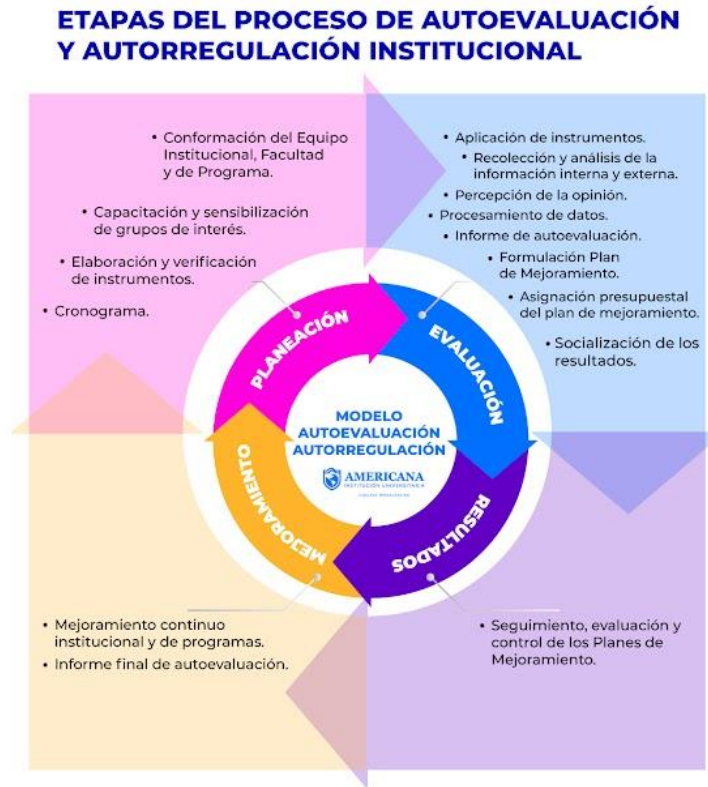 ETAPAS DEL PROCESO DE AUTOEVALUACIÓN
Y AUTORREGULACIÓN INSTITUCIONAL
• Conformación del Equipo
Institucional, Facultad
y de Programa.
• Capacitación y sensibilización
de grupos de interés.
• Elaboración y verificación
de instrumentos.
• Cronograma.
• Aplicación de instrumentos.
• Recolección y análisis de la
información interna y externa.
• Percepción de la opinión.
• Procesamiento de datos.
• Informe de autoevaluación.
• Formulación Plan
de Mejoramiento.
• Asignación presupuestal
del plan de mejoramiento.
• Socialización de los
resultados.
PLANEACIÓN
EVALUACIÓN
MODELO
AUTOEVALUACIÓN
AUTORREGULACIÓN
AMERICANA
INSTITUCIÓN UNIVERSITARIA
MEJORAMIENTO
RESULTADOS
• Mejoramiento continuo
institucional y de programas.
• Informe final de autoevaluación.
• Seguimiento, evaluación y
control de los Planes de
Mejoramiento.